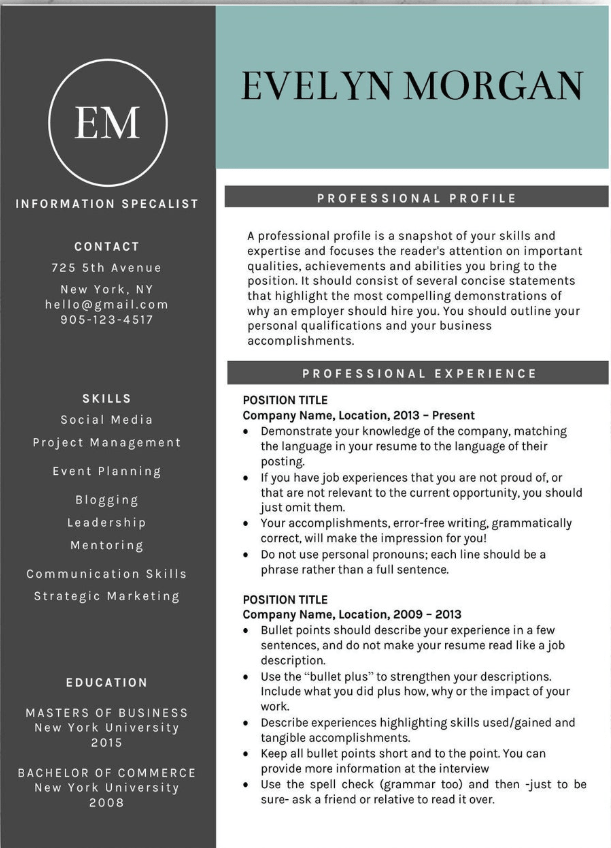 EM
INFORMATION SPECALIST
CONTACT
725 5th Avenue
New York, NY
hello@gmail.com
905-123-4517
SKILLS
Social Media
Project Management
Event Planning
Blogging
Leadership
Mentoring
Communication Skills
Strategic Marketing
EDUCATION
MASTERS OF BUSINESS
New York University
2015
BACHELOR OF COMMERCE
New York University
2008
EVELYN MORGAN
PROFESSIONAL PROFILE
A professional profile is a snapshot of your skills and
expertise and focuses the reader's attention on important
qualities, achievements and abilities you bring to the
position. It should consist of several concise statements
that highlight the most compelling demonstrations of
why an employer should hire you. You should outline your
personal qualifications and your business
accomplishments.
PROFESSIONAL EXPERIENCE
POSITION TITLE
Company Name, Location, 2013 – Present
• Demonstrate your knowledge of the company, matching
the language in your resume to the language of their
posting.
• If you have job experiences that you are not proud of, or
that are not relevant to the current opportunity, you should
just omit them.
• Your accomplishments, error-free writing, grammatically
correct, will make the impression for you!
• Do not use personal pronouns; each line should be a
phrase rather than a full sentence.
POSITION TITLE
Company Name, Location, 2009 – 2013
• Bullet points should describe your experience in a few
sentences, and do not make your resume read like a job
description.
• Use the “bullet plus” to strengthen your descriptions.
Include what you did plus how, why or the impact of your
work.
• Describe experiences highlighting skills used/gained and
tangible accomplishments.
• Keep all bullet points short and to the point. You can
provide more information at the interview
• Use the spell check (grammar too) and then -just to be
sure- ask a friend or relative to read it over.